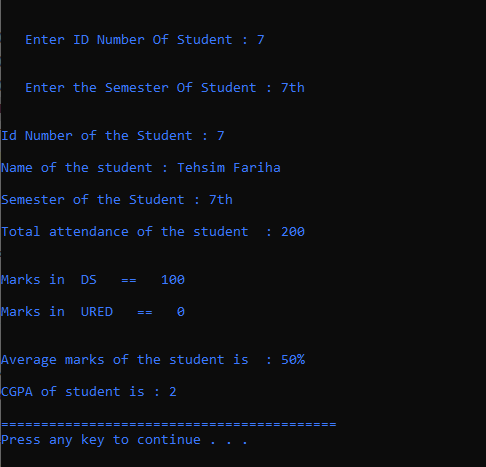 Enter ID Number Of Student : 7
Enter the Semester Of Student : 7th
Id Number of the Student : 7
Name of the student : Tehsim Fariha
Semester of the Student : 7th
Total attendance of the student  : 200
Marks in  DS   ==   100
Marks in  URED   ==   0
Average marks of the student is  : 50%
CGPA of student is : 2
==========================================
Press any key to continue . . .